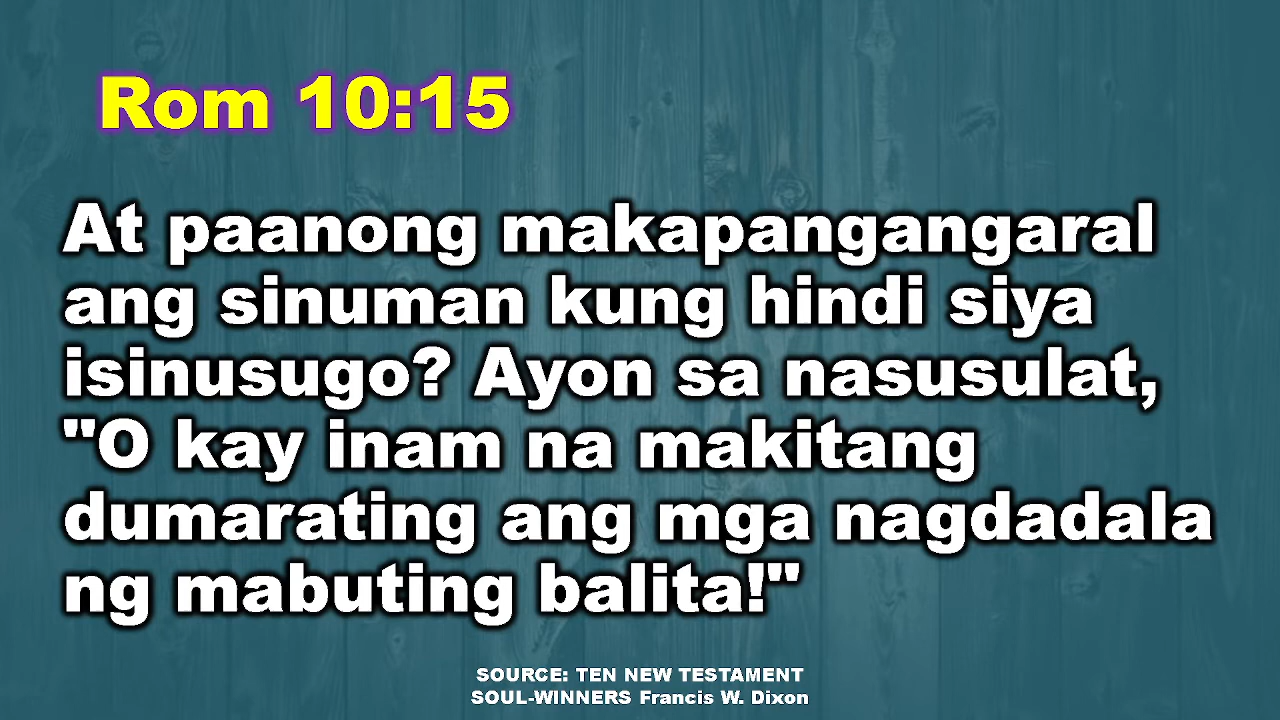 Rom 10:15
At paanong makapangangaral
ang sinuman kung hindi siya
isinusugo? Ayon sa nasusulat,
"O kay inam na makitang
dumarating ang mga nagdadala
ng mabuting balita!"
SOURCE: TEN NEW TESTAMENT
SOUL-WINNERS Francis W. Dixon